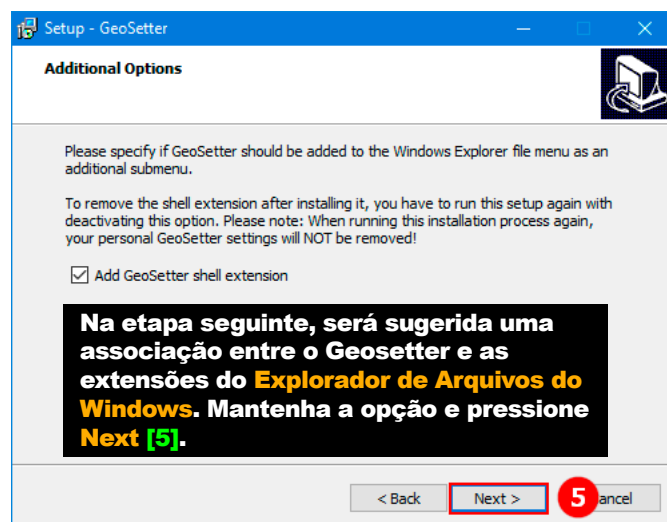 Setup - GeoSetter
Additional Options
Please specify if GeoSetter should be added to the Windows Explorer file menu as an
additional submenu.
To remove the shell extension after installing it, you have to run this setup again with
deactivating this option. Please note: When running this installation process again,
your personal GeoSetter settings will NOT be removed!
Add GeoSetter shell extension
Na etapa seguinte, será sugerida uma
associação entre o Geosetter e as
extensões do Explorador de Arquivos do
Windows. Mantenha a opção e pressione
Next [5].
< Back Next > 5 ancel